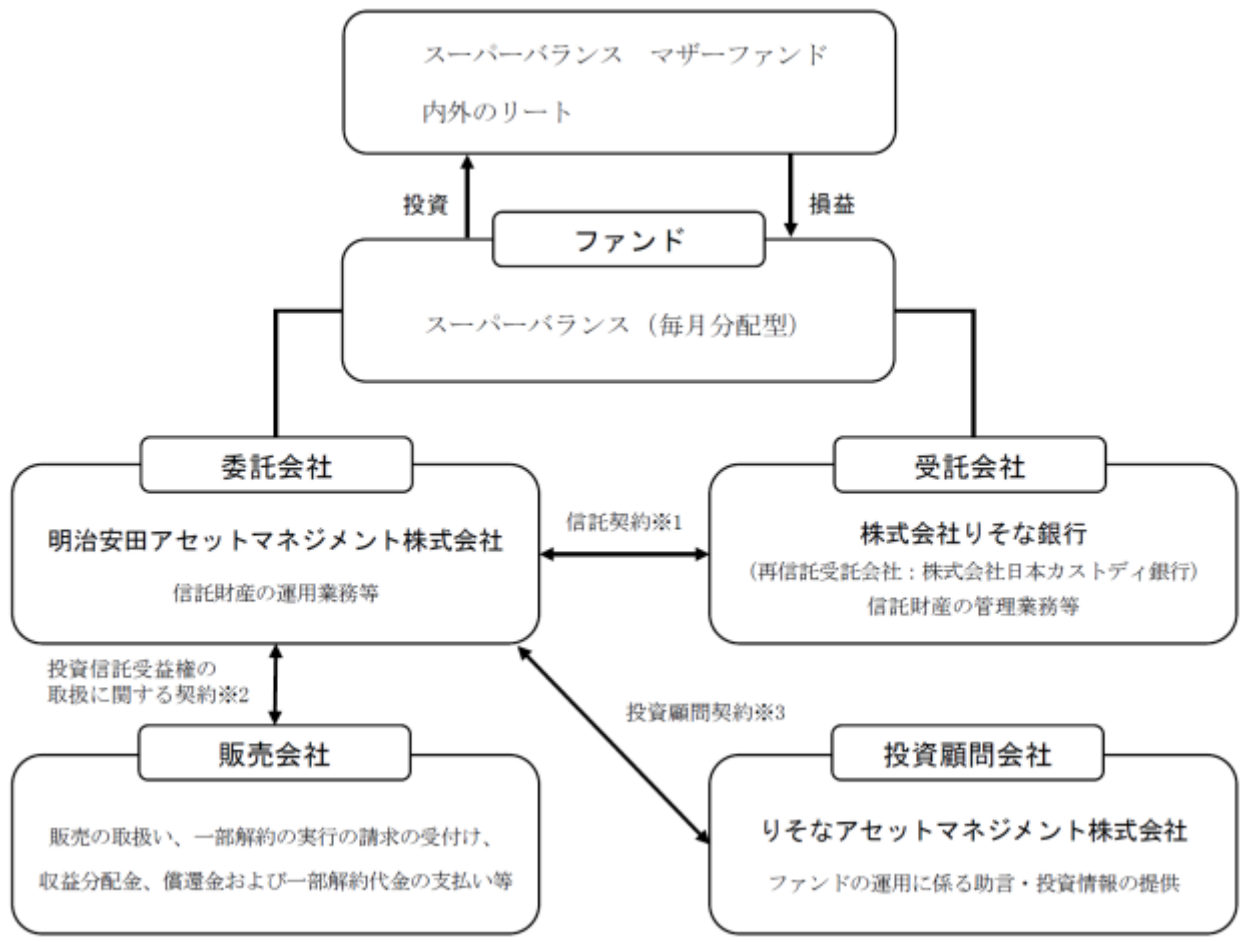 スーパーバランス　マザーファンド
内外のリート
投資
損益
ファンド
スーパーバランス（毎月分配型）
委託会社
明治安田アセットマネジメント株式会社
信託財産の運用業務等
信託契約※1
受託会社
株式会社りそな銀行
(再信託受託会社：株式会社日本カストディ銀行)
信託財産の管理業務等
投資信託受益権の
取扱に関する契約※2
投資顧問契約※3
販売会社
販売の取扱い、一部解約の実行の請求の受付け、
収益分配金、償還金および一部解約代金の支払い等
投資顧問会社
りそなアセットマネジメント株式会社
ファンドの運用に係る助言・投資情報の提供